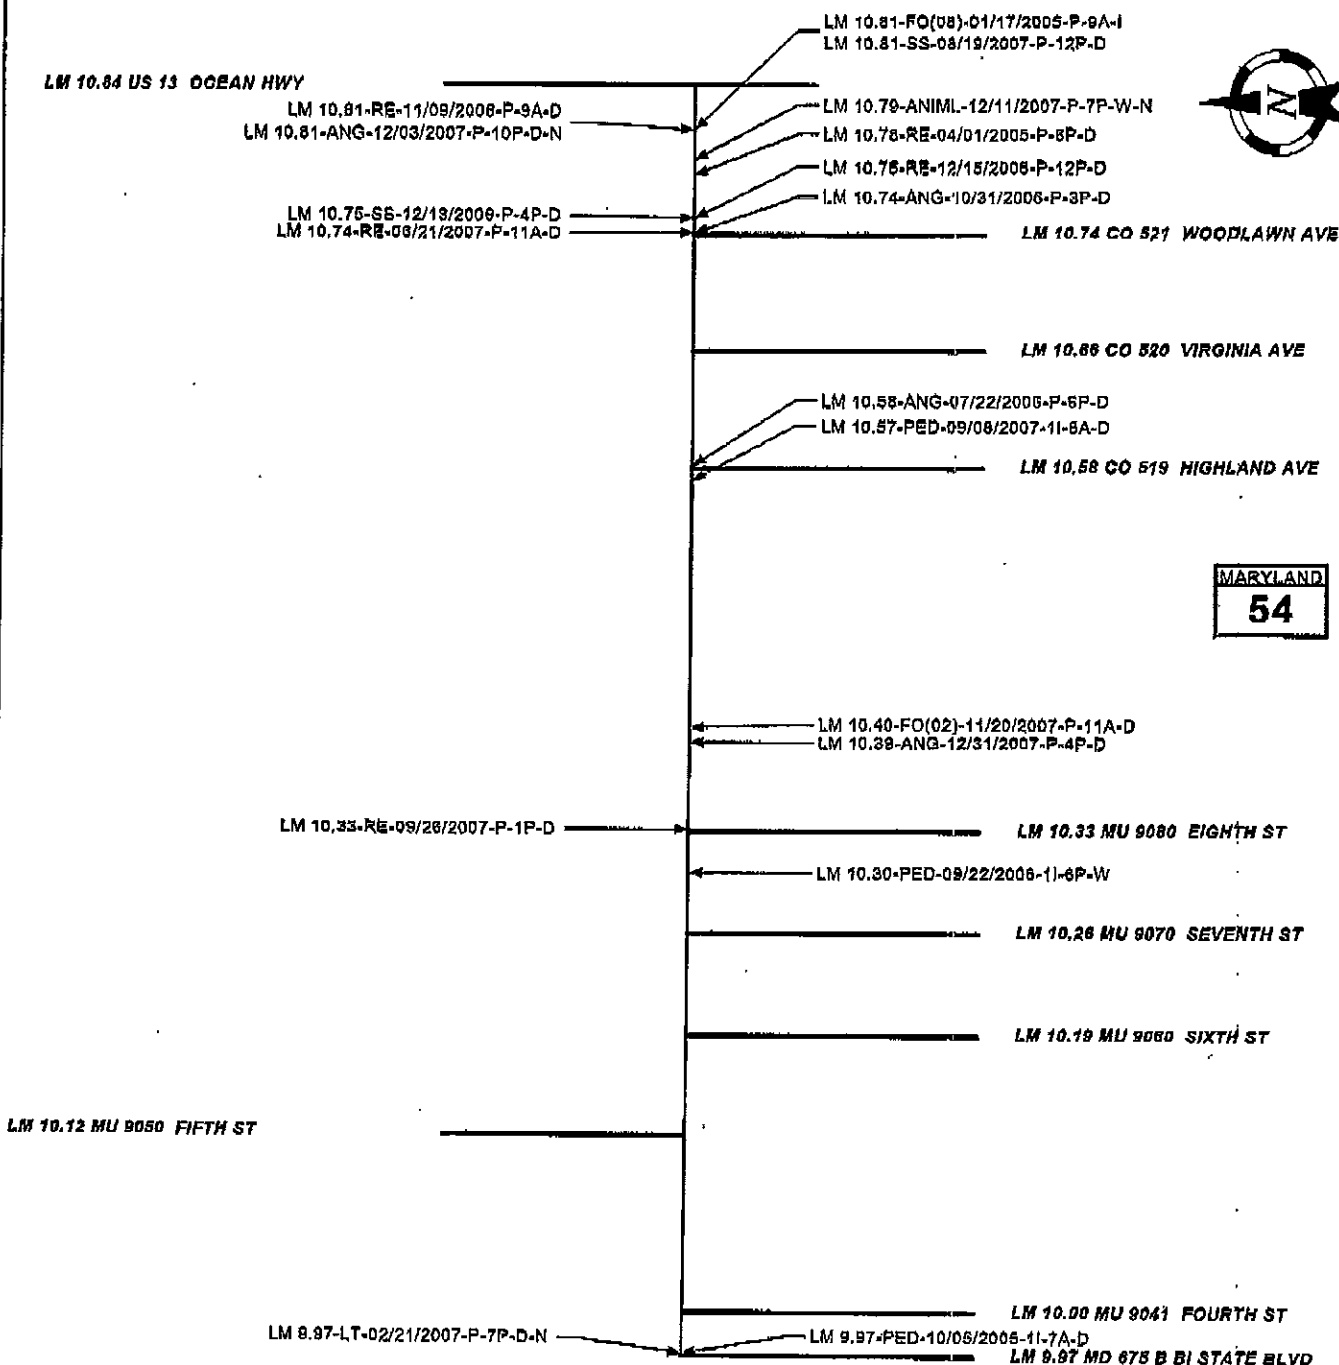 LM 10.81-FO(08)-01/17/2005-P-9A-I
LM 10.81-SS-08/19/2007-P-12P-D
LM 10.84 US 13 OCEAN HWY
LM 10.81-RE-11/09/2006-P-9A-D
LM 10.81-ANG-12/03/2007-P-10P-D-N
LM 10.79-ANIML-12/11/2007-P-7P-W-N
LM 10.78-RE-04/01/2005-P-6P-D
LM 10.75-RE-12/15/2006-P-12P-D
LM 10.74-ANG-10/31/2006-P-3P-D
LM 10.75-SS-12/13/2006-P-4P-D
LM 10.74-RE-06/21/2007-P-11A-D
LM 10.74 CO 521 WOODLAWN AVE
N
LM 10.66 CO 520 VIRGINIA AVE
LM 10.58-ANG-07/22/2006-P-6P-D
LM 10.57-PED-09/08/2007-1I-6A-D
LM 10.58 CO 519 HIGHLAND AVE
MARYLAND
54
LM 10.40-FO(02)-11/20/2007-P-11A-D
LM 10.39-ANG-12/31/2007-P-4P-D
LM 10.33-RE-09/26/2007-P-1P-D
LM 10.33 MU 9080 EIGHTH ST
LM 10.30-PED-09/22/2006-1I-6P-W
LM 10.26 MU 9070 SEVENTH ST
LM 10.19 MU 9060 SIXTH ST
LM 10.12 MU 9050 FIFTH ST
LM 10.00 MU 9041 FOURTH ST
LM 9.97-LT-02/21/2007-P-7P-D-N
LM 9.97-PED-10/05/2005-1I-7A-D
LM 9.97 MD 675 B BI STATE BLVD